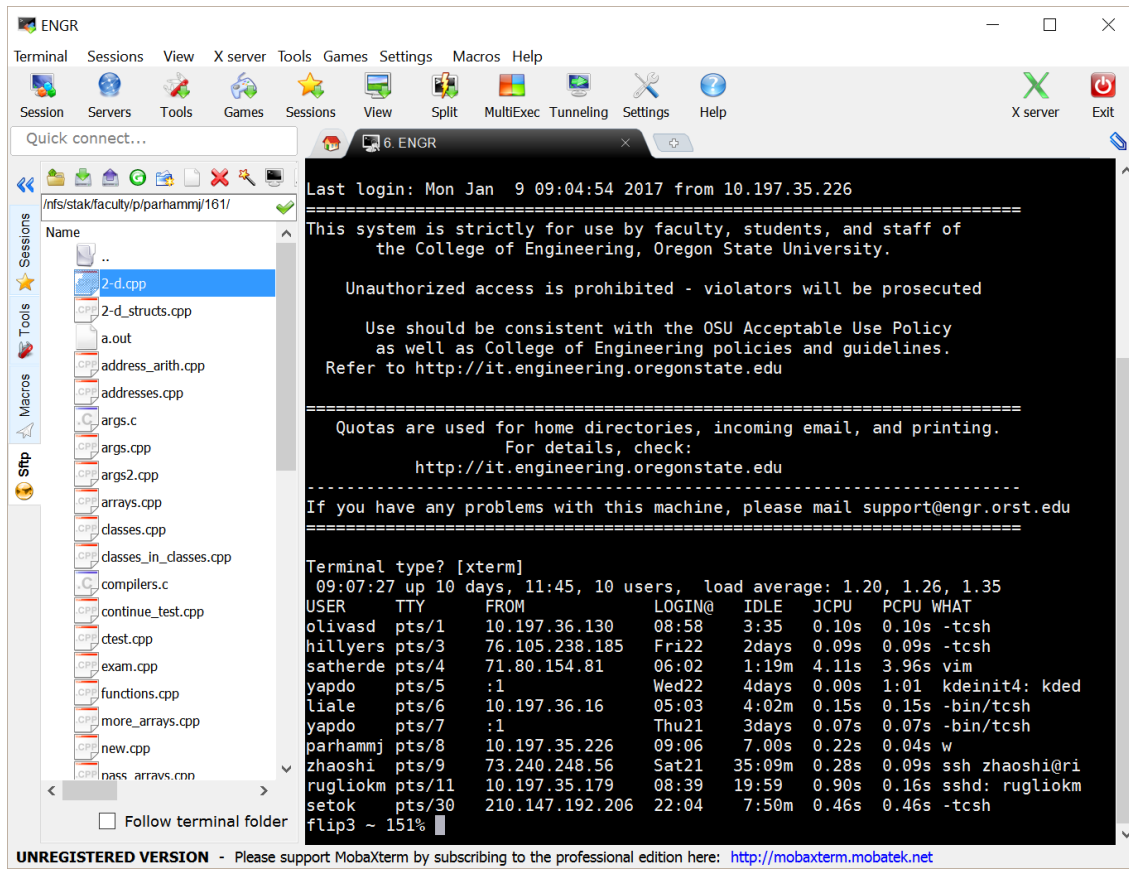 ENGR
Terminal Sessions View X server Tools Games Settings Macros Help
Session Servers Tools Games Sessions View Split MultiExec Tunneling Settings Help X server Exit
Quick connect...
6. ENGR
/nfs/stak/faculty/p/parhammj/161/
Name
..
2-d.cpp
2-d_structs.cpp
a.out
address_arith.cpp
addresses.cpp
args.c
args.cpp
args2.cpp
arrays.cpp
classes.cpp
classes_in_classes.cpp
compilers.c
continue_test.cpp
ctest.cpp
exam.cpp
functions.cpp
more_arrays.cpp
new.cpp
pass_arrays.cpp
Follow terminal folder
Sessions
Tools
Macros
Sftp
Last login: Mon Jan  9 09:04:54 2017 from 10.197.35.226
========================================================================
This system is strictly for use by faculty, students, and staff of
the College of Engineering, Oregon State University.
Unauthorized access is prohibited - violators will be prosecuted
Use should be consistent with the OSU Acceptable Use Policy
as well as College of Engineering policies and guidelines.
Refer to http://it.engineering.oregonstate.edu
========================================================================
Quotas are used for home directories, incoming email, and printing.
For details, check:
http://it.engineering.oregonstate.edu
------------------------------------------------------------------------
If you have any problems with this machine, please mail support@engr.orst.edu
========================================================================
Terminal type? [xterm]
09:07:27 up 10 days, 11:45, 10 users,  load average: 1.20, 1.26, 1.35
USER     TTY      FROM             LOGIN@   IDLE   JCPU   PCPU WHAT
olivasd  pts/1    10.197.36.130    08:58    3:35   0.10s  0.10s -tcsh
hillyers pts/3    76.105.238.185   Fri22    2days  0.09s  0.09s -tcsh
satherde pts/4    71.80.154.81     06:02    1:19m  4.11s  3.96s vim
yapdo    pts/5    :1               Wed22    4days  0.00s  1:01  kdeinit4: kded
liale    pts/6    10.197.36.16     05:03    4:02m  0.15s  0.15s -bin/tcsh
yapdo    pts/7    :1               Thu21    3days  0.07s  0.07s -bin/tcsh
parhammj pts/8    10.197.35.226    09:06    7.00s  0.22s  0.04s w
zhaoshi  pts/9    73.240.248.56    Sat21   35:09m  0.28s  0.09s ssh zhaoshi@ri
rugliokm pts/11   10.197.35.179    08:39   19:59   0.90s  0.16s sshd: rugliokm
setok    pts/30   210.147.192.206  22:04    7:50m  0.46s  0.46s -tcsh
flip3 ~ 151%
UNREGISTERED VERSION - Please support MobaXterm by subscribing to the professional edition here: http://mobaxterm.mobatek.net